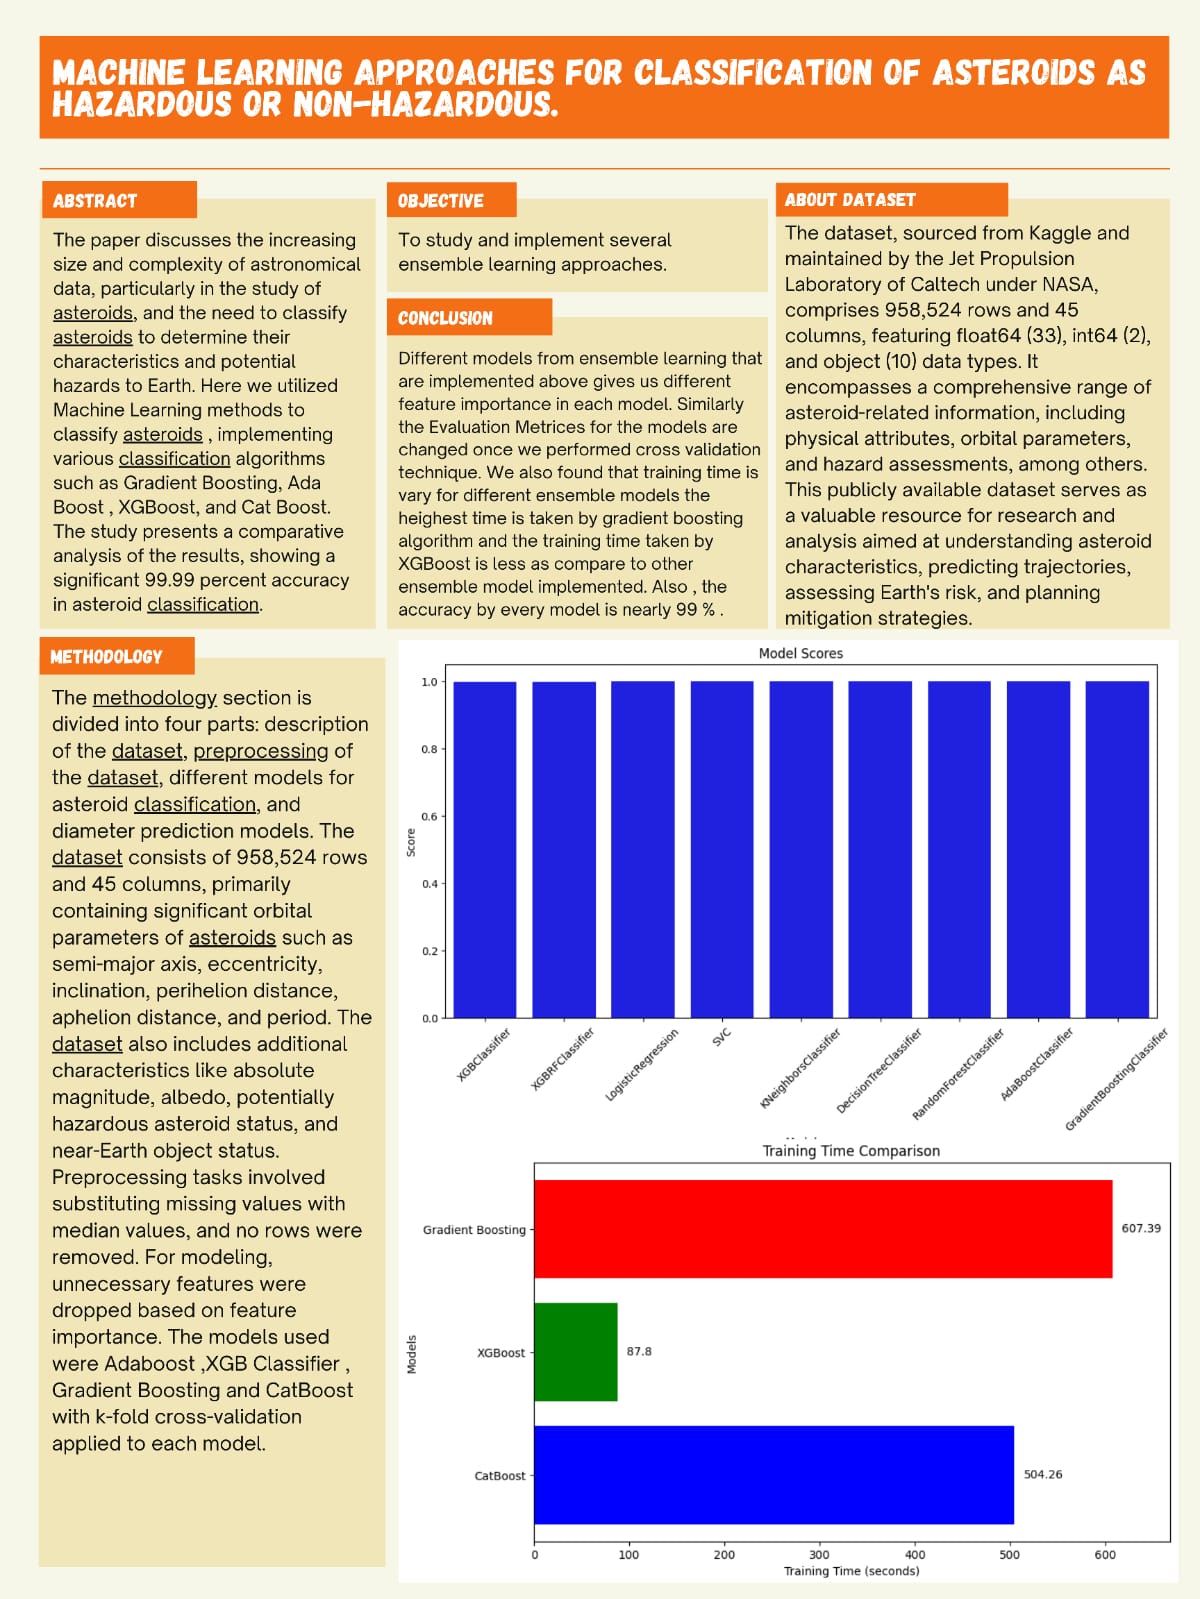 MACHINE LEARNING APPROACHES FOR CLASSIFICATION OF ASTEROIDS AS
HAZARDOUS OR NON-HAZARDOUS.
ABSTRACT
The paper discusses the increasing
size and complexity of astronomical
data, particularly in the study of
asteroids, and the need to classify
asteroids to determine their
characteristics and potential
hazards to Earth. Here we utilized
Machine Learning methods to
classify asteroids , implementing
various classification algorithms
such as Gradient Boosting, Ada
Boost , XGBoost, and Cat Boost.
The study presents a comparative
analysis of the results, showing a
significant 99.99 percent accuracy
in asteroid classification.
OBJECTIVE
To study and implement several
ensemble learning approaches.
CONCLUSION
Different models from ensemble learning that
are implemented above gives us different
feature importance in each model. Similarly
the Evaluation Metrices for the models are
changed once we performed cross validation
technique. We also found that training time is
vary for different ensemble models the
heighest time is taken by gradient boosting
algorithm and the training time taken by
XGBoost is less as compare to other
ensemble model implemented. Also , the
accuracy by every model is nearly 99 % .
ABOUT DATASET
The dataset, sourced from Kaggle and
maintained by the Jet Propulsion
Laboratory of Caltech under NASA,
comprises 958,524 rows and 45
columns, featuring float64 (33), int64 (2),
and object (10) data types. It
encompasses a comprehensive range of
asteroid-related information, including
physical attributes, orbital parameters,
and hazard assessments, among others.
This publicly available dataset serves as
a valuable resource for research and
analysis aimed at understanding asteroid
characteristics, predicting trajectories,
assessing Earth's risk, and planning
mitigation strategies.
METHODOLOGY
The methodology section is
divided into four parts: description
of the dataset, preprocessing of
the dataset, different models for
asteroid classification, and
diameter prediction models. The
dataset consists of 958,524 rows
and 45 columns, primarily
containing significant orbital
parameters of asteroids such as
semi-major axis, eccentricity,
inclination, perihelion distance,
aphelion distance, and period. The
dataset also includes additional
characteristics like absolute
magnitude, albedo, potentially
hazardous asteroid status, and
near-Earth object status.
Preprocessing tasks involved
substituting missing values with
median values, and no rows were
removed. For modeling,
unnecessary features were
dropped based on feature
importance. The models used
were Adaboost ,XGB Classifier ,
Gradient Boosting and CatBoost
with k-fold cross-validation
applied to each model.
Model Scores
Score
1.0
0.8
0.6
0.4
0.2
0.0
XGBClassifier
XGBRFClassifier
LogisticRegression
SVC
KNeighborsClassifier
DecisionTreeClassifier
RandomForestClassifier
AdaBoostClassifier
GradientBoostingClassifier
Training Time Comparison
Models
Gradient Boosting
607.39
XGBoost
87.8
CatBoost
504.26
0
100
200
300
400
500
600
Training Time (seconds)